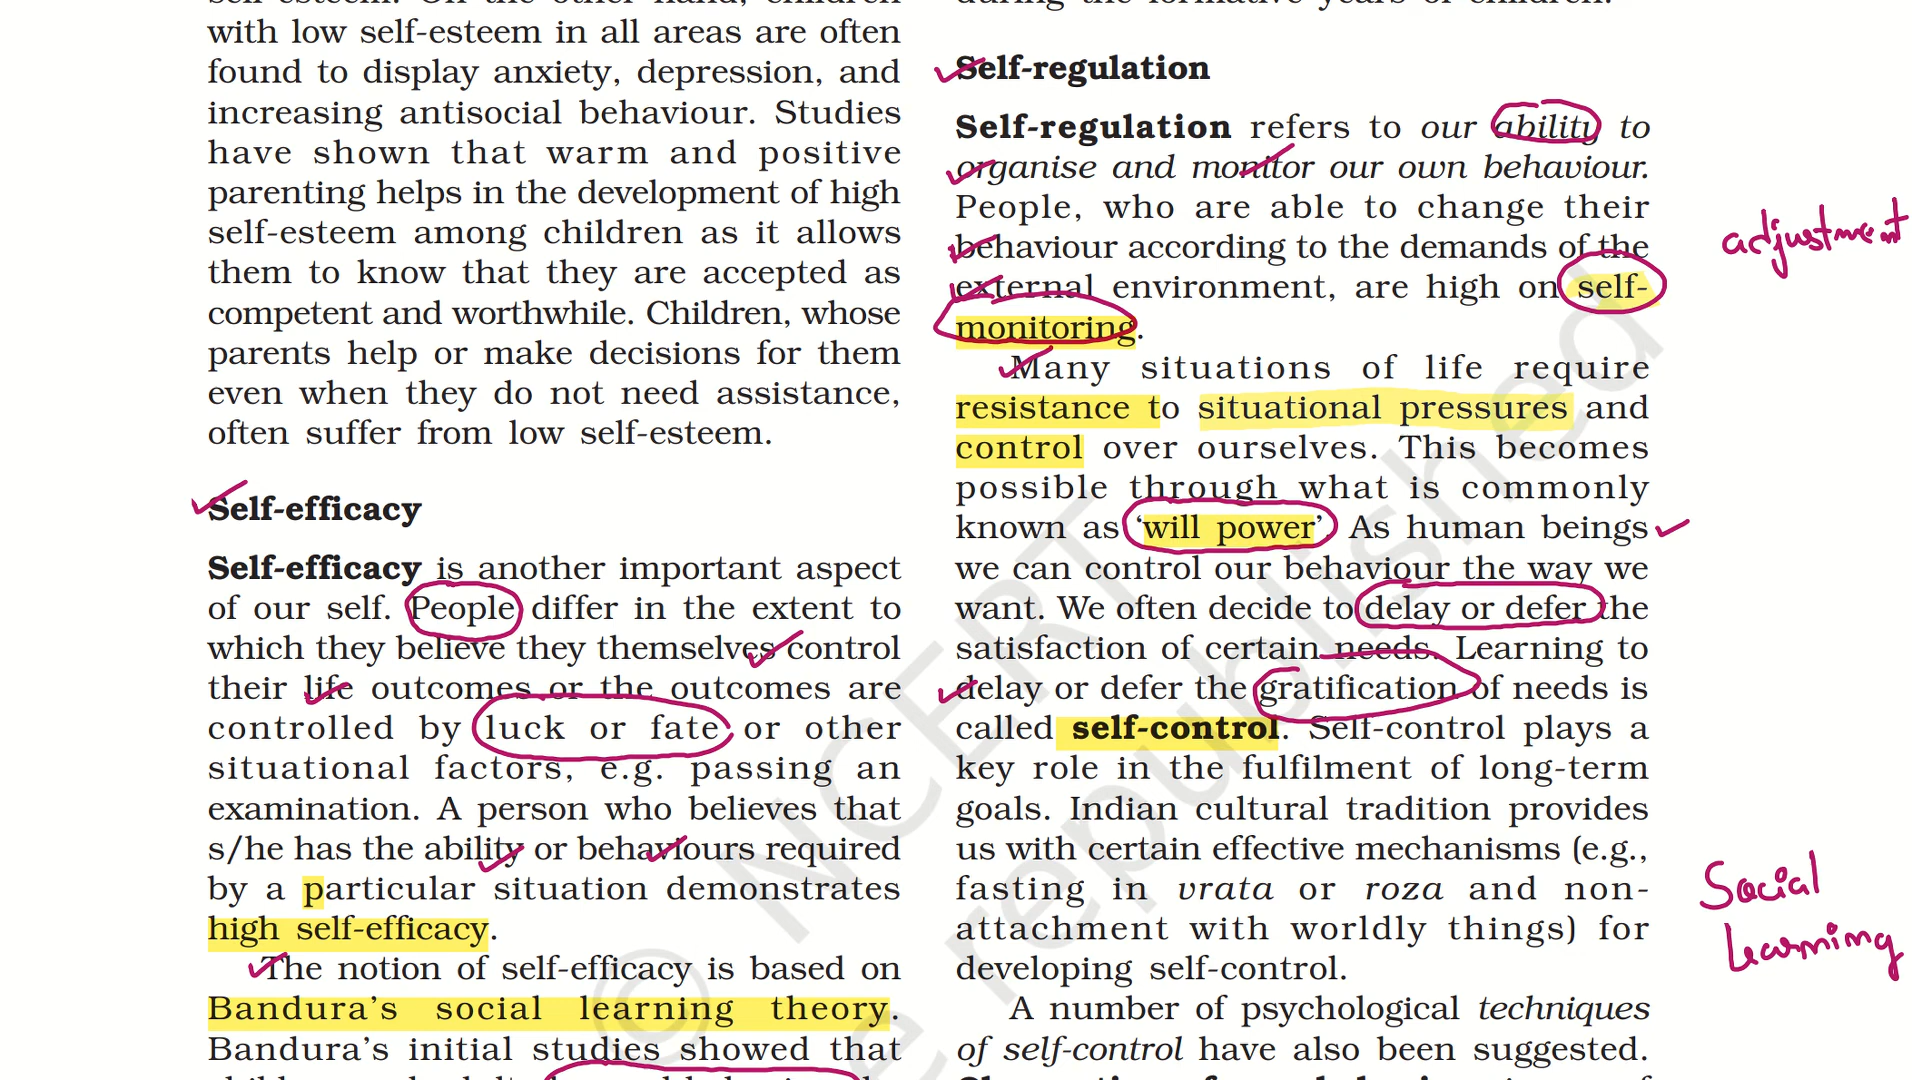 with low self-esteem in all areas are often
found to display anxiety, depression, and
increasing antisocial behaviour. Studies
have shown that warm and positive
parenting helps in the development of high
self-esteem among children as it allows
them to know that they are accepted as
competent and worthwhile. Children, whose
parents help or make decisions for them
even when they do not need assistance,
often suffer from low self-esteem.
Self-efficacy
Self-efficacy is another important aspect
of our self. People differ in the extent to
which they believe they themselves control
their life outcomes or the outcomes are
controlled by luck or fate or other
situational factors, e.g. passing an
examination. A person who believes that
s/he has the ability or behaviours required
by a particular situation demonstrates
high self-efficacy.
The notion of self-efficacy is based on
Bandura's social learning theory.
Bandura's initial studies showed that
during the formative years of children.
Self-regulation
Self-regulation refers to our ability to
organise and monitor our own behaviour.
People, who are able to change their
behaviour according to the demands of the
external environment, are high on self-
monitoring.
Many situations of life require
resistance to situational pressures and
control over ourselves. This becomes
possible through what is commonly
known as ‘will power’. As human beings
we can control our behaviour the way we
want. We often decide to delay or defer the
satisfaction of certain needs. Learning to
delay or defer the gratification of needs is
called self-control. Self-control plays a
key role in the fulfilment of long-term
goals. Indian cultural tradition provides
us with certain effective mechanisms (e.g.,
fasting in vrata or roza and non-
attachment with worldly things) for
developing self-control.
A number of psychological techniques
of self-control have also been suggested.
adjustment
Social
learning
© NCERT
republished